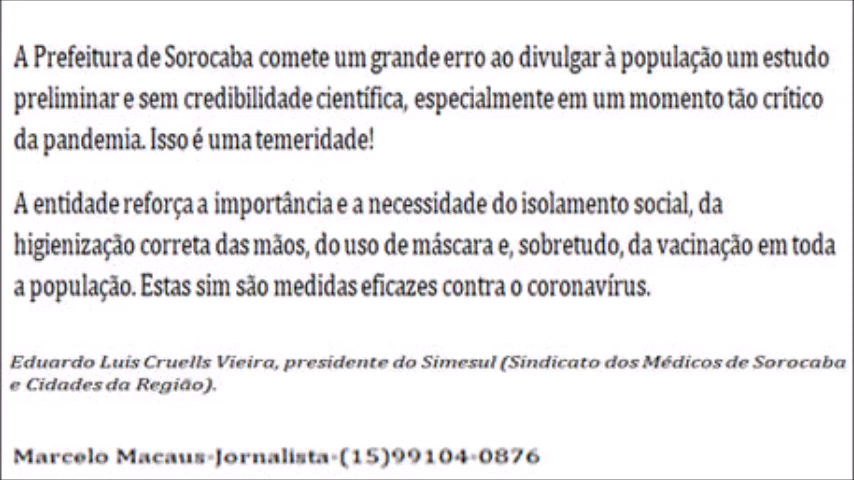 A Prefeitura de Sorocaba comete um grande erro ao divulgar à população um estudo
preliminar e sem credibilidade científica, especialmente em um momento tão crítico
da pandemia. Isso é uma temeridade!
A entidade reforça a importância e a necessidade do isolamento social, da
higienização correta das mãos, do uso de máscara e, sobretudo, da vacinação em toda
a população. Estas sim são medidas eficazes contra o coronavírus.
Eduardo Luis Cruells Vieira, presidente do Simesul (Sindicato dos Médicos de Sorocaba
e Cidades da Região).
Marcelo Macaus-Jornalista-(15)99104-0876